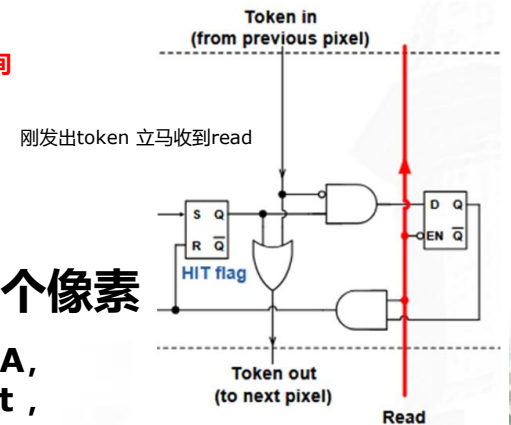 Token in
(from previous pixel)
间
刚发出token 立马收到read
S Q
D Q
R Q
EN Q
HIT flag
个像素
A,
t ,
Token out
(to next pixel)
Read